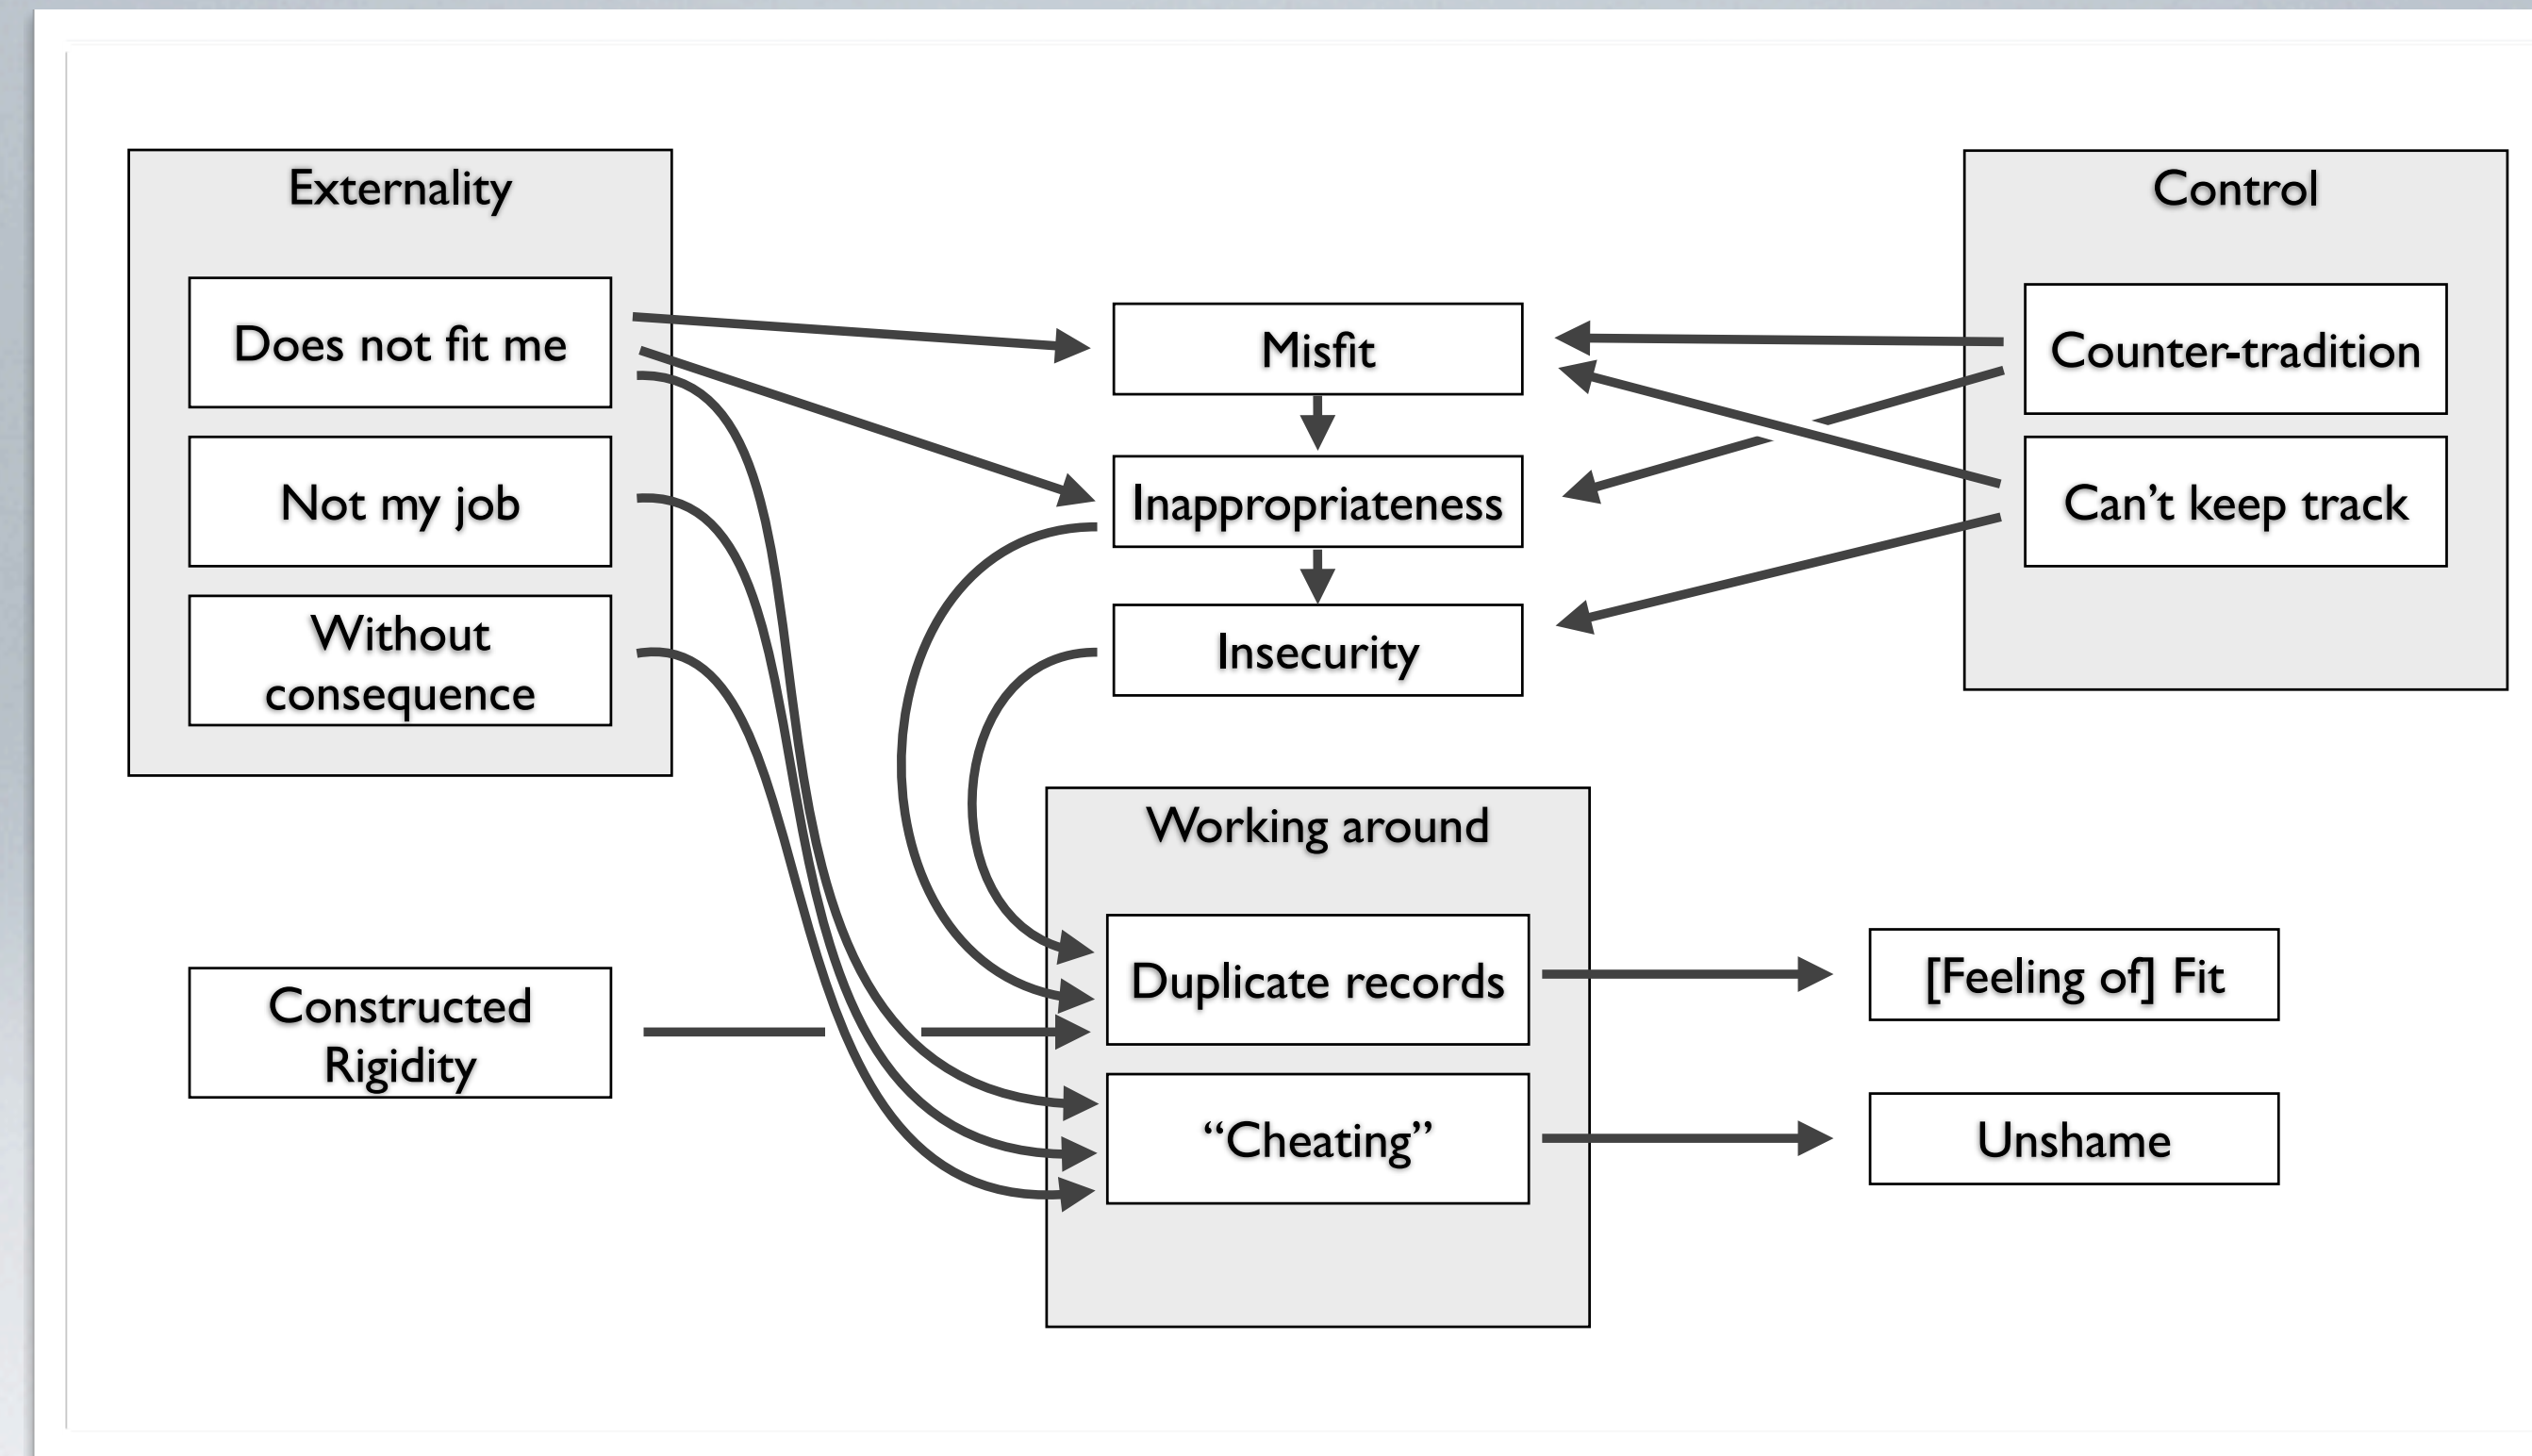 Externality
Does not fit me
Not my job
Without
consequence
Constructed
Rigidity
Misfit
Inappropriateness
Insecurity
Working around
Duplicate records
“Cheating”
Control
Counter-tradition
Can’t keep track
[Feeling of] Fit
Unshame